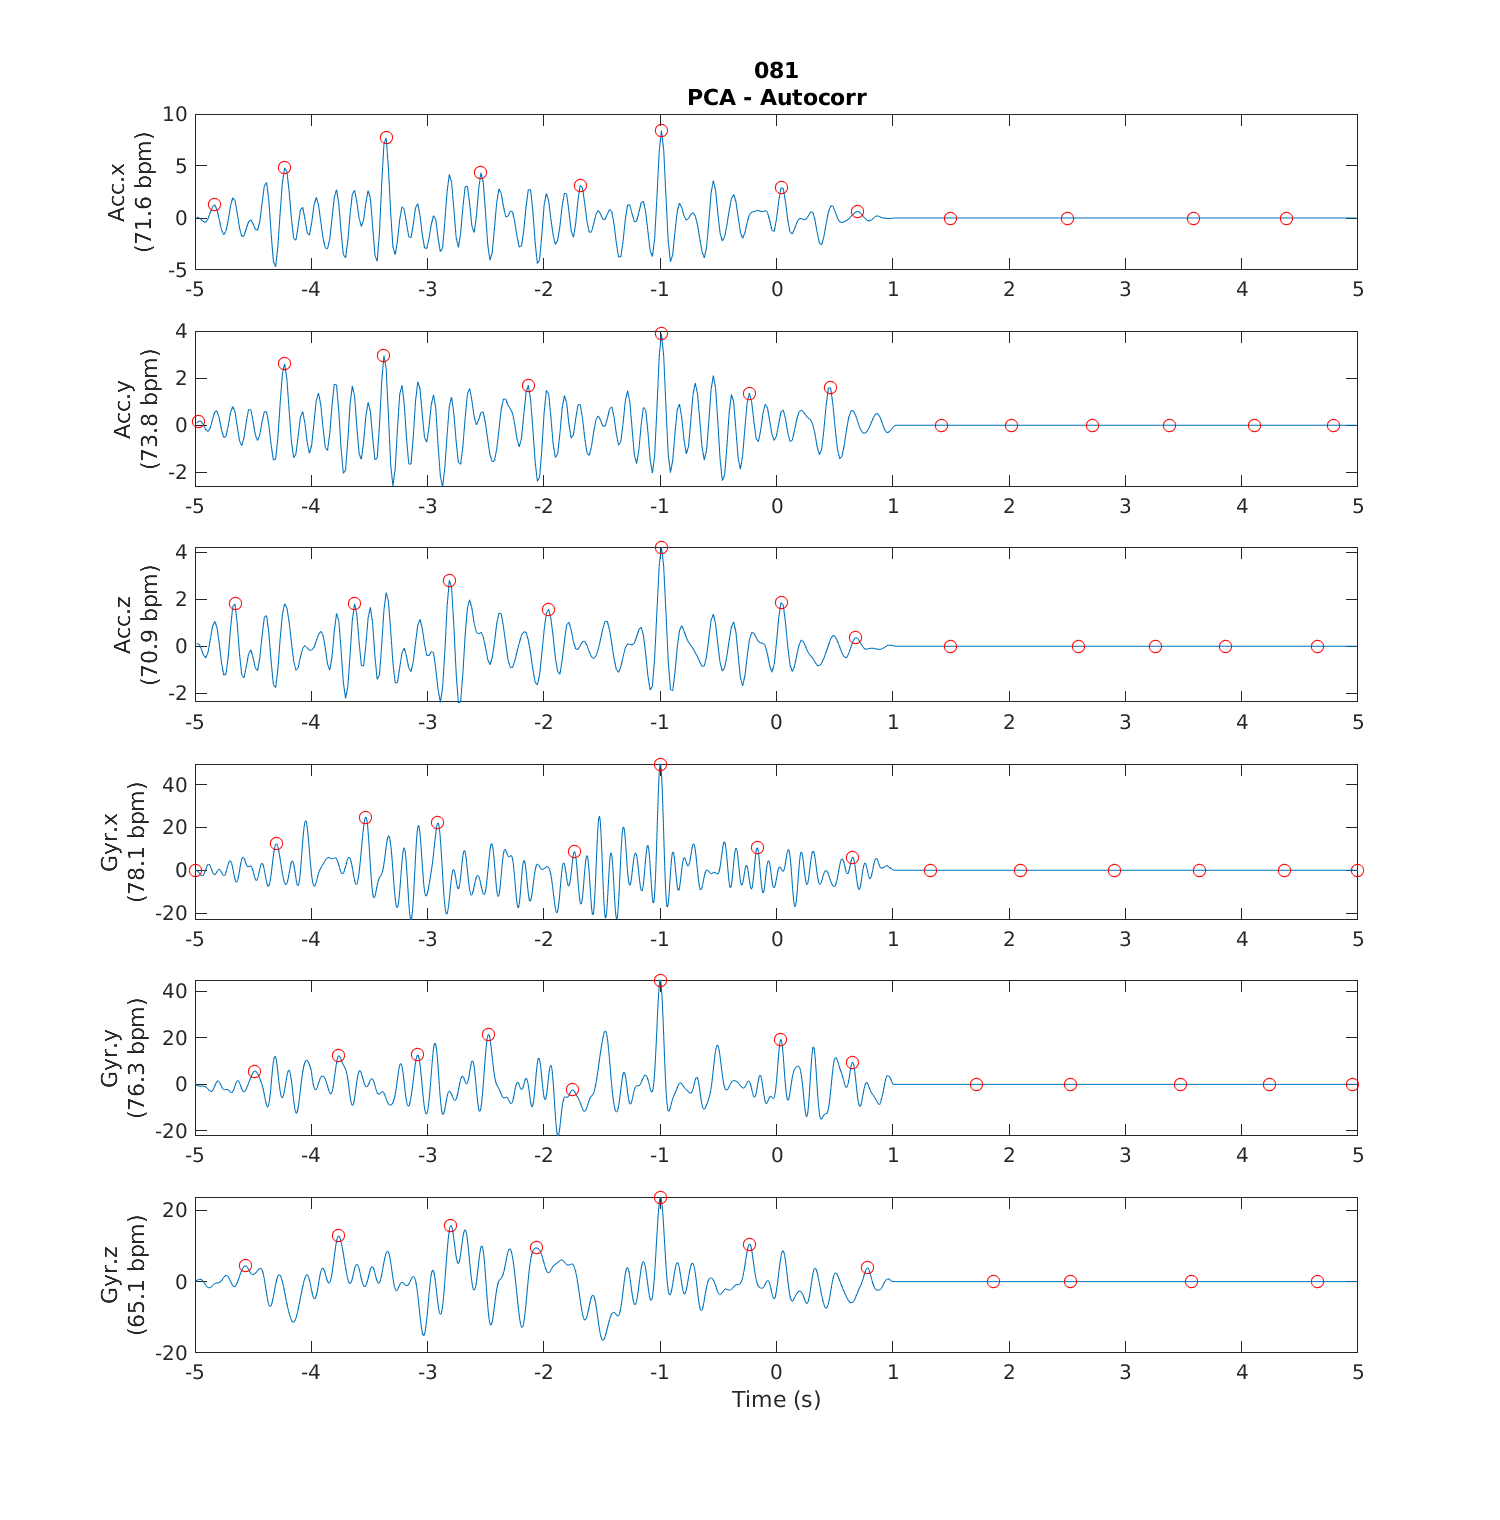 081
PCA - Autocorr
Acc.x
(71.6 bpm)
10
5
0
-5
-5 -4 -3 -2 -1 0 1 2 3 4 5
Acc.y
(73.8 bpm)
4
2
0
-2
-5 -4 -3 -2 -1 0 1 2 3 4 5
Acc.z
(70.9 bpm)
4
2
0
-2
-5 -4 -3 -2 -1 0 1 2 3 4 5
Gyr.x
(78.1 bpm)
40
20
0
-20
-5 -4 -3 -2 -1 0 1 2 3 4 5
Gyr.y
(76.3 bpm)
40
20
0
-20
-5 -4 -3 -2 -1 0 1 2 3 4 5
Gyr.z
(65.1 bpm)
20
0
-20
-5 -4 -3 -2 -1 0 1 2 3 4 5
Time (s)